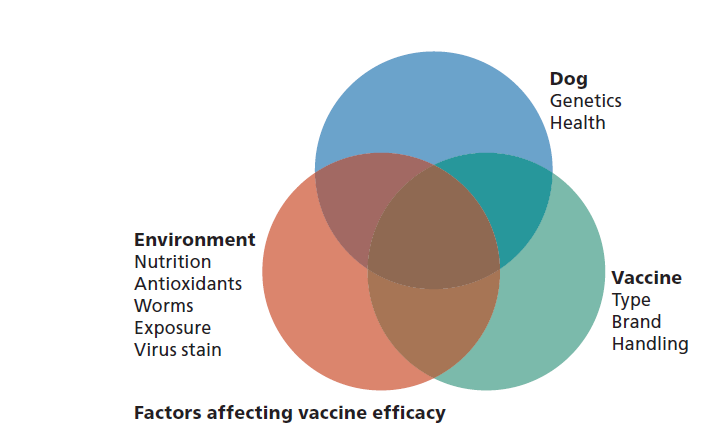 Dog
Genetics
Health
Environment
Nutrition
Antioxidants
Worms
Exposure
Virus stain
Vaccine
Type
Brand
Handling
Factors affecting vaccine efficacy